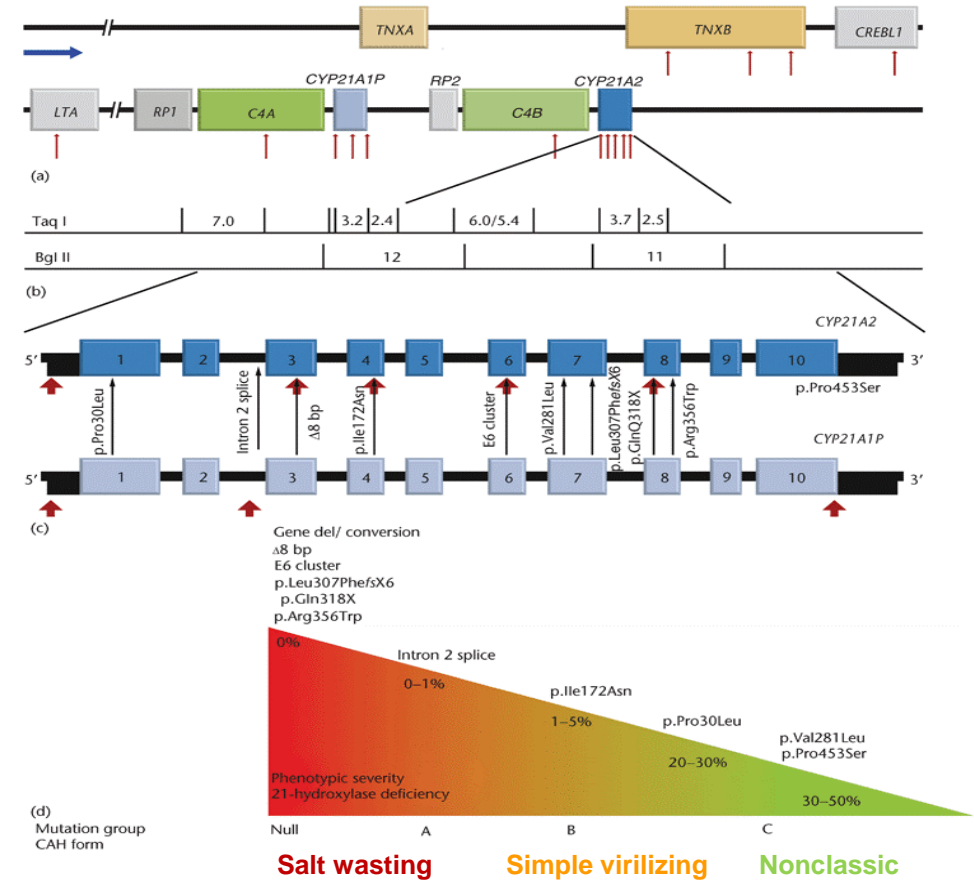 TNXA TNXB CREBL1
CYP21A1P RP2 CYP21A2
LTA RP1 C4A C4B
(a)
Taq I 7.0 3.2 2.4 6.0/5.4 3.7 2.5
Bgl II 12 11
(b)
CYP21A2
5′ 1 2 3 4 5 6 7 8 9 10 3′
p.Pro453Ser
p.Pro30Leu
Intron 2 splice
Δ8 bp
p.Ile172Asn
E6 cluster
p.Val281Leu
p.Leu307PhefsX6
p.GlnQ318X
p.Arg356Trp
CYP21A1P
5′ 1 2 3 4 5 6 7 8 9 10 3′
(c)
Gene del/ conversion
Δ8 bp
E6 cluster
p.Leu307PhefsX6
p.Gln318X
p.Arg356Trp
0%
Intron 2 splice
0–1%
p.Ile172Asn
1–5%
p.Pro30Leu
20–30%
p.Val281Leu
p.Pro453Ser
30–50%
Phenotypic severity
21-hydroxylase deficiency
(d)
Mutation group Null A B C
CAH form
Salt wasting Simple virilizing Nonclassic